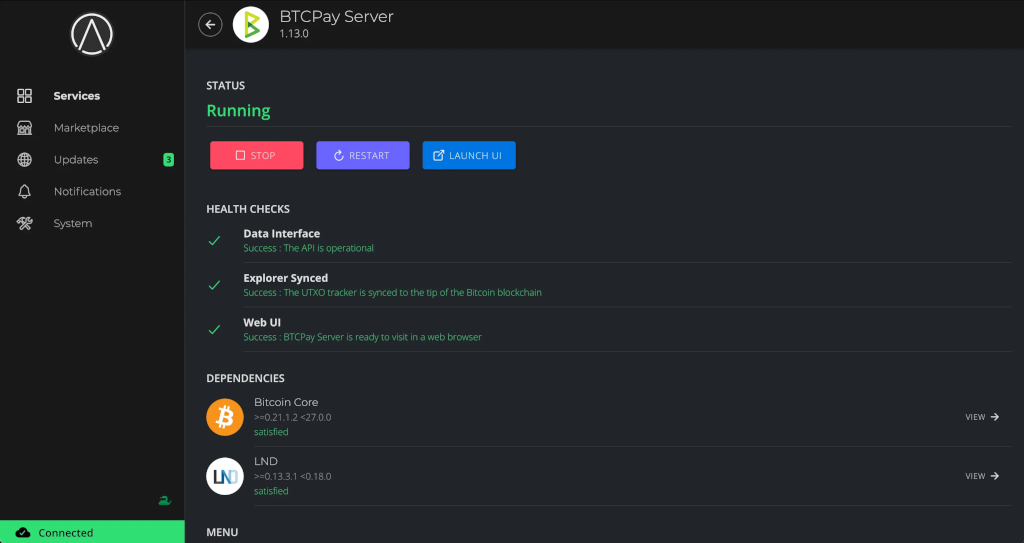 BTCPay Server
1.13.0
Services
Marketplace
Updates
3
Notifications
System
Connected
STATUS
Running
STOP
RESTART
LAUNCH UI
HEALTH CHECKS
Data Interface
Success : The API is operational
Explorer Synced
Success : The UTXO tracker is synced to the tip of the Bitcoin blockchain
Web UI
Success : BTCPay Server is ready to visit in a web browser
DEPENDENCIES
Bitcoin Core
>=0.21.1.2 <27.0.0
satisfied
VIEW
LND
LND
>=0.13.3.1 <0.18.0
satisfied
VIEW
MENU